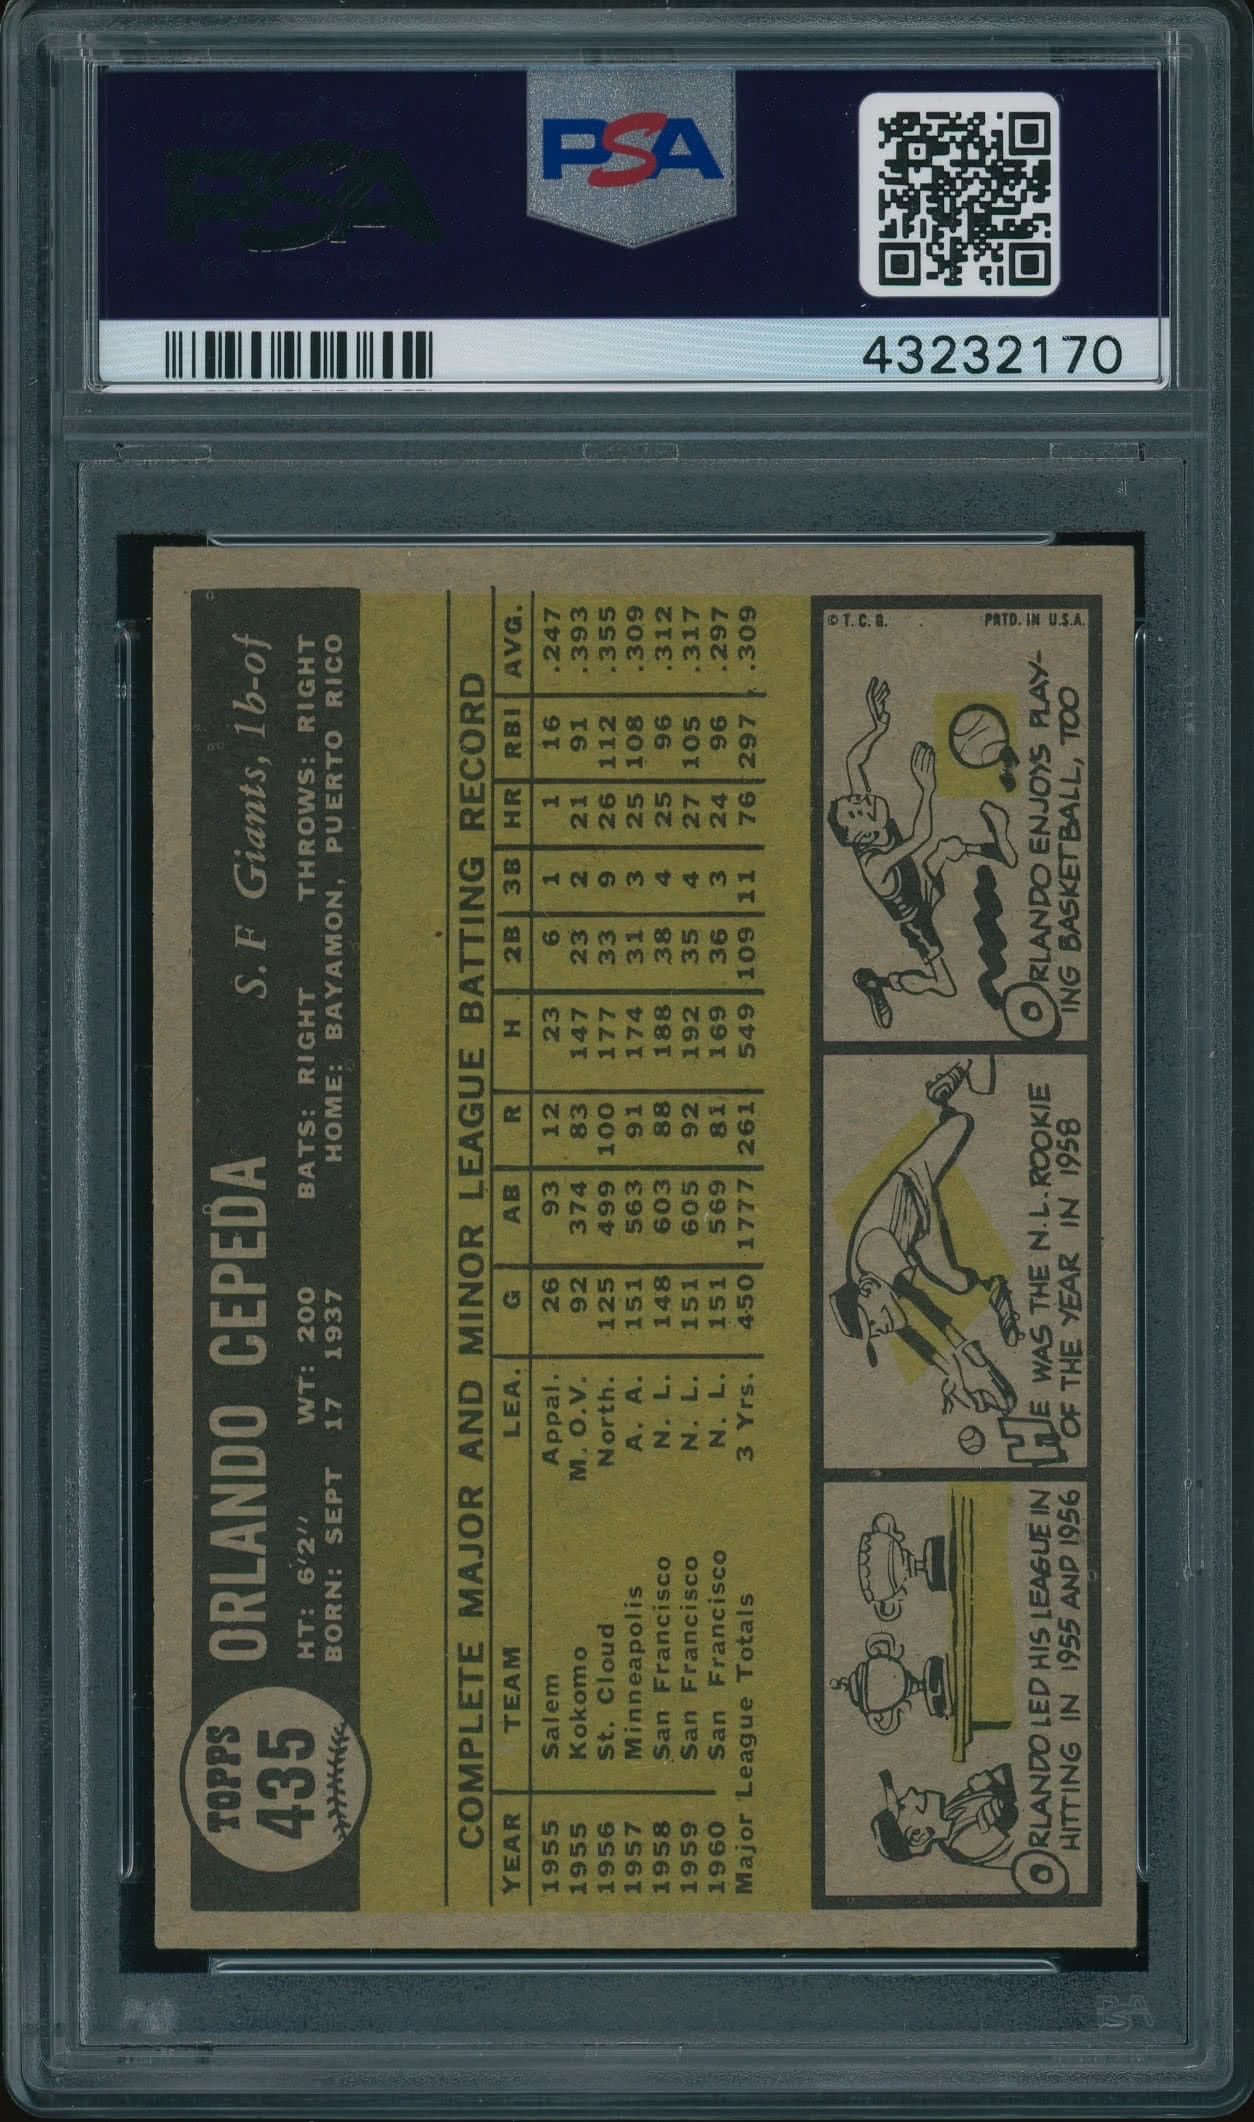 PSA
PSA
43232170
TOPPS
435
ORLANDO CEPEDA
S. F Giants, 1b-of
HT: 6'2" WT: 200 BATS: RIGHT THROWS: RIGHT
BORN: SEPT 17 1937 HOME: BAYAMON, PUERTO RICO
COMPLETE MAJOR AND MINOR LEAGUE BATTING RECORD
YEAR TEAM LEA. G AB R H 2B 3B HR RBI AVG.
1955 Salem Appal. 26 93 12 23 6 1 1 16 .247
1955 Kokomo M.O.V. 92 374 83 147 23 2 21 91 .393
1956 St. Cloud North. 125 499 100 177 33 9 26 112 .355
1957 Minneapolis A. A. 151 563 91 174 31 3 25 108 .309
1958 San Francisco N. L. 148 603 88 188 38 4 25 96 .312
1959 San Francisco N. L. 151 605 92 192 35 4 27 105 .317
1960 San Francisco N. L. 151 569 81 169 36 3 24 96 .297
Major League Totals 3 Yrs. 450 1777 261 549 109 11 76 297 .309
ORLANDO LED HIS LEAGUE IN
HITTING IN 1955 AND 1956
HE WAS THE N.L. ROOKIE
OF THE YEAR IN 1958
© T. C. G.
PRTD. IN U.S.A.
ORLANDO ENJOYS PLAY-
ING BASKETBALL, TOO
PSA